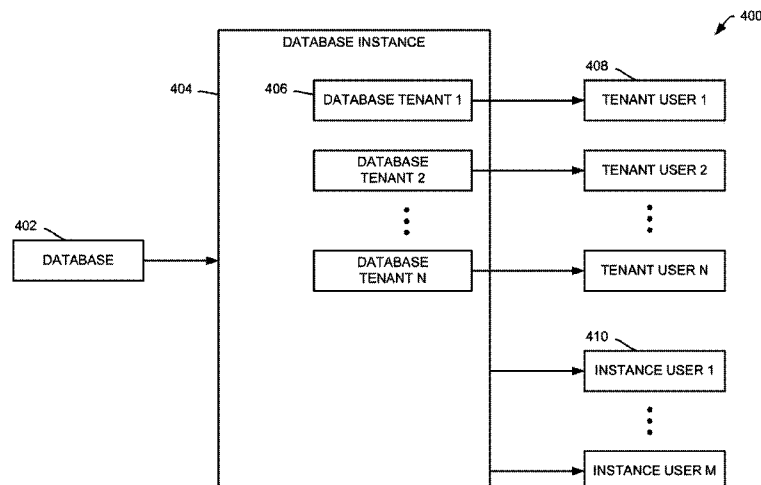 400
DATABASE INSTANCE
404
406
DATABASE TENANT 1
408
TENANT USER 1
DATABASE
TENANT 2
TENANT USER 2
402
DATABASE
DATABASE
TENANT N
TENANT USER N
410
INSTANCE USER 1
INSTANCE USER M